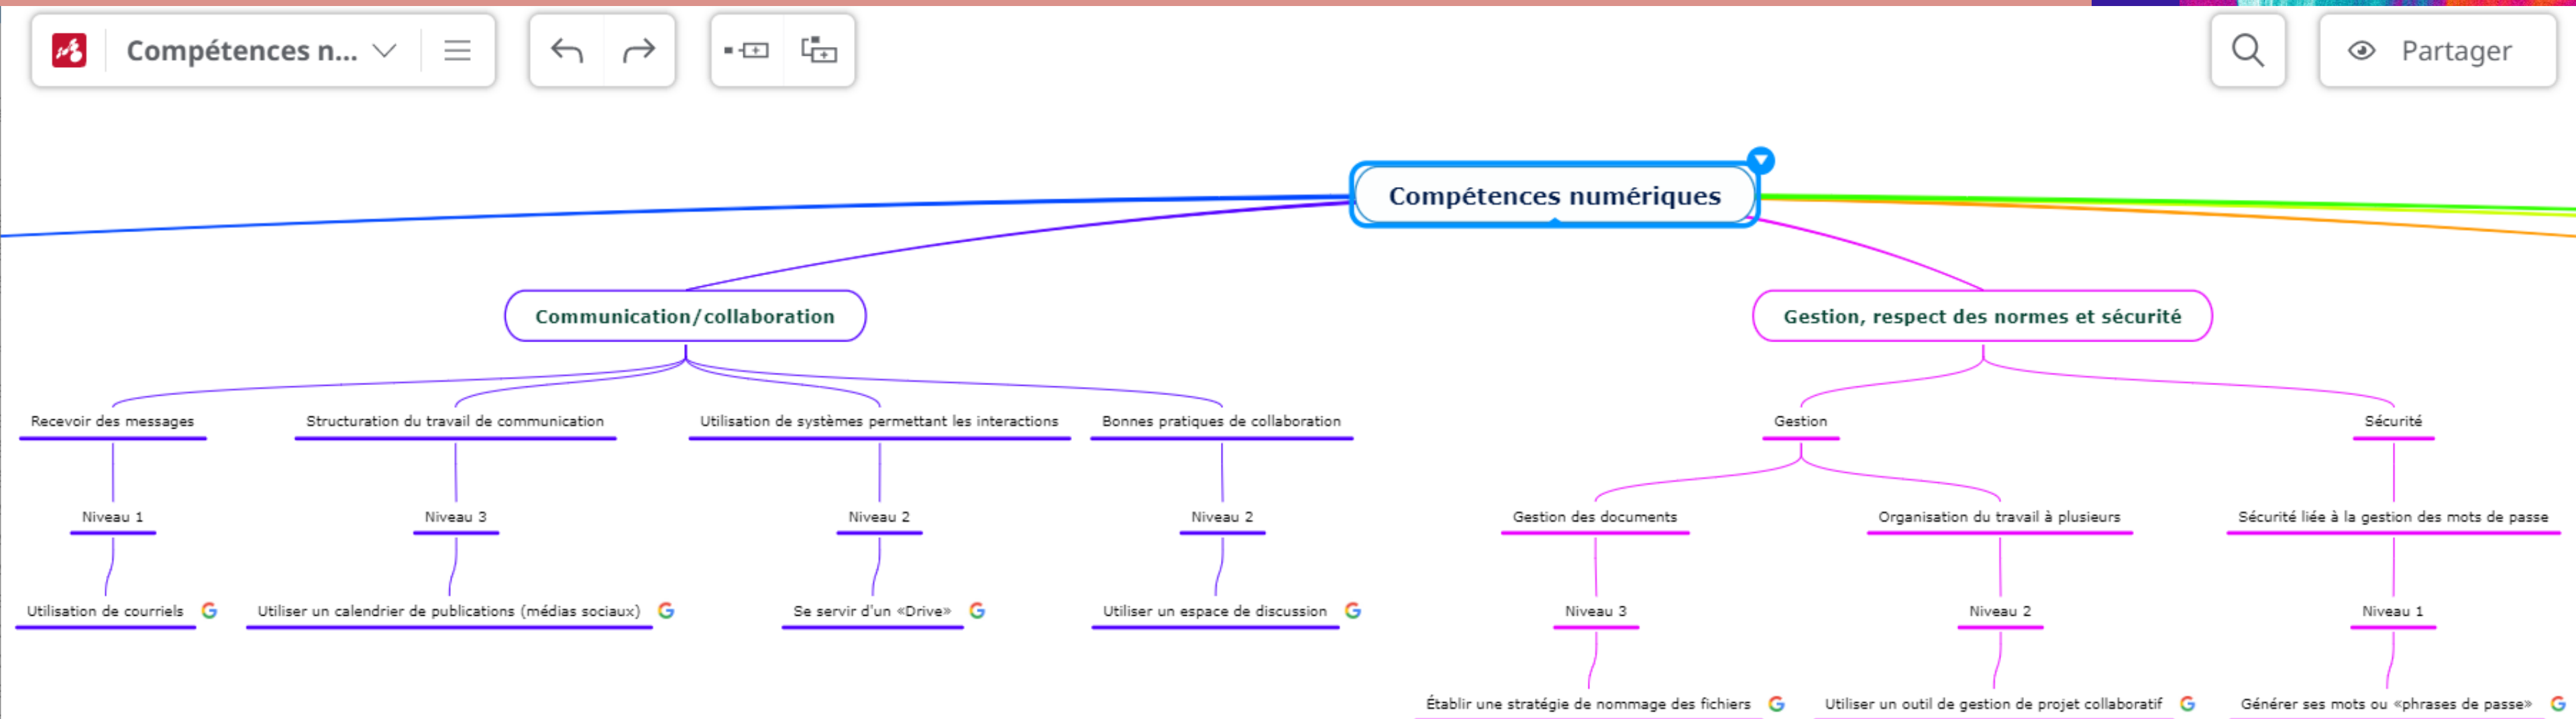 Compétences n...
Partager
Compétences numériques
Communication/collaboration
Gestion, respect des normes et sécurité
Recevoir des messages
Structuration du travail de communication
Utilisation de systèmes permettant les interactions
Bonnes pratiques de collaboration
Gestion
Sécurité
Niveau 1
Niveau 3
Niveau 2
Niveau 2
Gestion des documents
Organisation du travail à plusieurs
Sécurité liée à la gestion des mots de passe
Utilisation de courriels
Utiliser un calendrier de publications (médias sociaux)
Se servir d'un «Drive»
Utiliser un espace de discussion
Niveau 3
Niveau 2
Niveau 1
Établir une stratégie de nommage des fichiers
Utiliser un outil de gestion de projet collaboratif
Générer ses mots ou «phrases de passe»